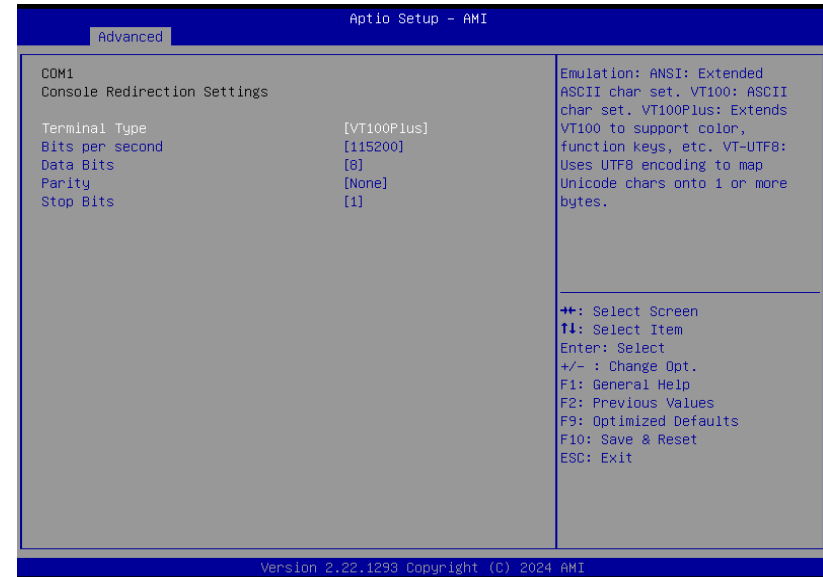 Aptio Setup - AMI
Advanced
COM1
Console Redirection Settings
Terminal Type [VT100Plus]
Bits per second [115200]
Data Bits [8]
Parity [None]
Stop Bits [1]
Emulation: ANSI: Extended
ASCII char set. VT100: ASCII
char set. VT100Plus: Extends
VT100 to support color,
function keys, etc. VT-UTF8:
Uses UTF8 encoding to map
Unicode chars onto 1 or more
bytes.
→←: Select Screen
↑↓: Select Item
Enter: Select
+/- : Change Opt.
F1: General Help
F2: Previous Values
F9: Optimized Defaults
F10: Save & Reset
ESC: Exit
Version 2.22.1293 Copyright (C) 2024 AMI